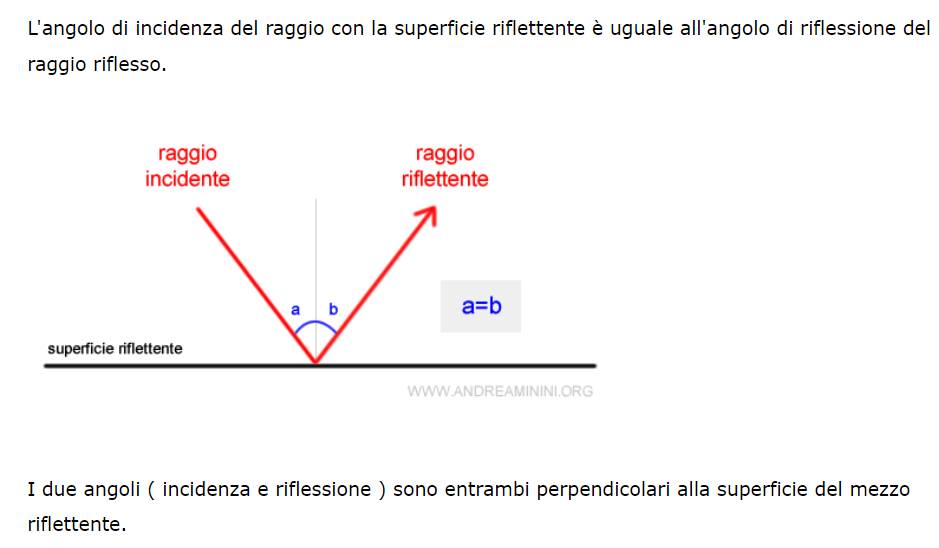 L'angolo di incidenza del raggio con la superficie riflettente è uguale all'angolo di riflessione del
raggio riflesso.
raggio
incidente
raggio
riflettente
a
b
a=b
superficie riflettente
WWW.ANDREAMININI.ORG
I due angoli ( incidenza e riflessione ) sono entrambi perpendicolari alla superficie del mezzo
riflettente.